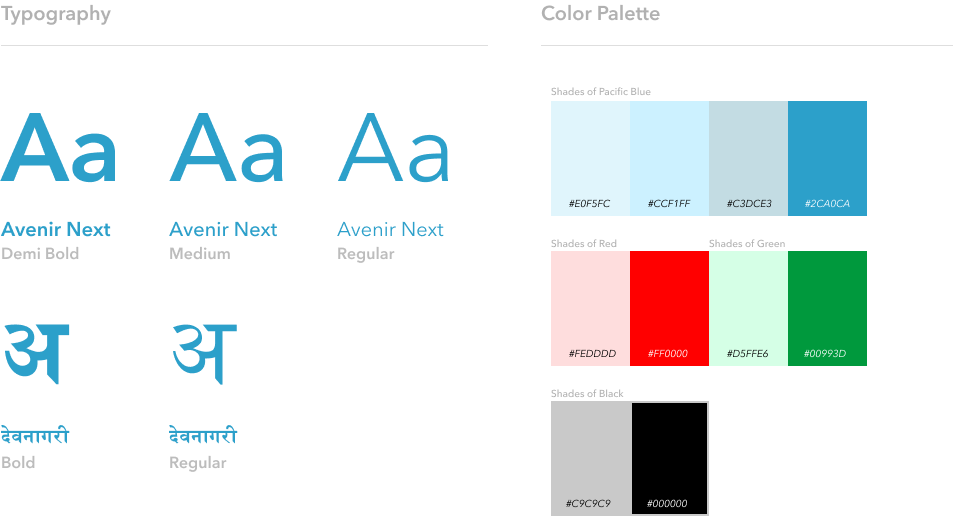 Typography
Aa Aa Aa
Avenir Next Avenir Next Avenir Next
Demi Bold Medium Regular
अ अ
देवनागरी देवनागरी
Bold Regular
Color Palette
Shades of Pacific Blue
#E0F5FC #CCF1FF #C3DCE3 #2CA0CA
Shades of Red Shades of Green
#FEDDDD #FF0000 #D5FFE6 #00993D
Shades of Black
#C9C9C9 #000000